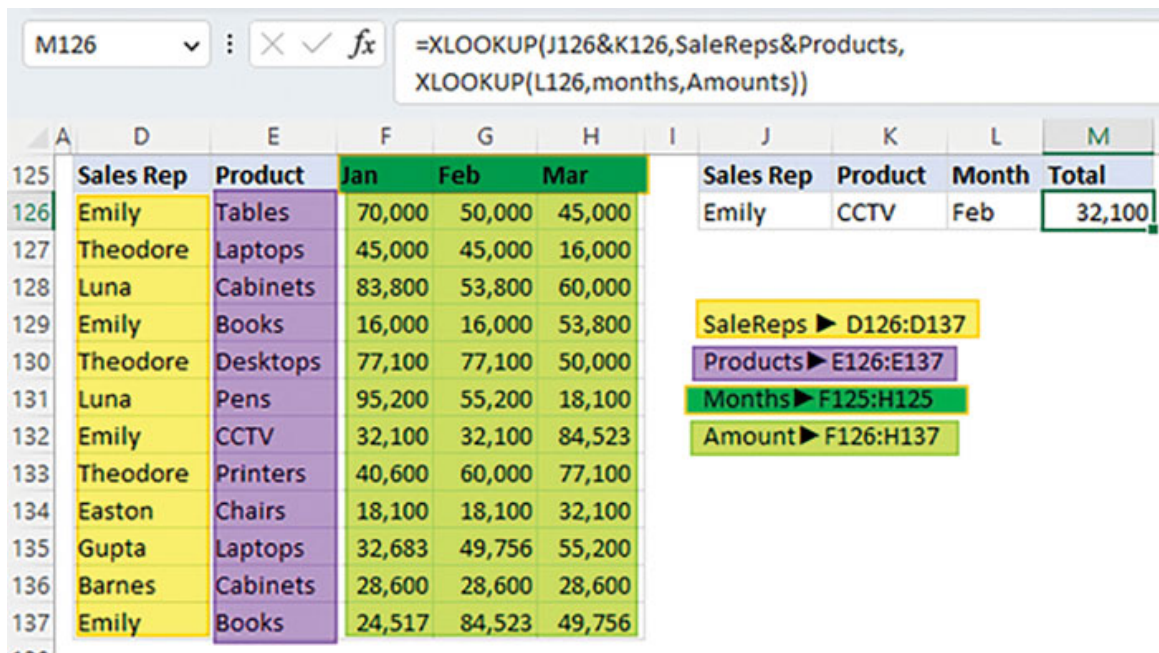 M126 fx =XLOOKUP(J126&K126,SaleReps&Products,
XLOOKUP(L126,months,Amounts))
A D E F G H I J K L M
125 Sales Rep Product Jan Feb Mar Sales Rep Product Month Total
126 Emily Tables 70,000 50,000 45,000 Emily CCTV Feb 32,100
127 Theodore Laptops 45,000 45,000 16,000
128 Luna Cabinets 83,800 53,800 60,000
129 Emily Books 16,000 16,000 53,800 SaleReps ► D126:D137
130 Theodore Desktops 77,100 77,100 50,000 Products► E126:E137
131 Luna Pens 95,200 55,200 18,100 Months►F125:H125
132 Emily CCTV 32,100 32,100 84,523 Amount►F126:H137
133 Theodore Printers 40,600 60,000 77,100
134 Easton Chairs 18,100 18,100 32,100
135 Gupta Laptops 32,683 49,756 55,200
136 Barnes Cabinets 28,600 28,600 28,600
137 Emily Books 24,517 84,523 49,756